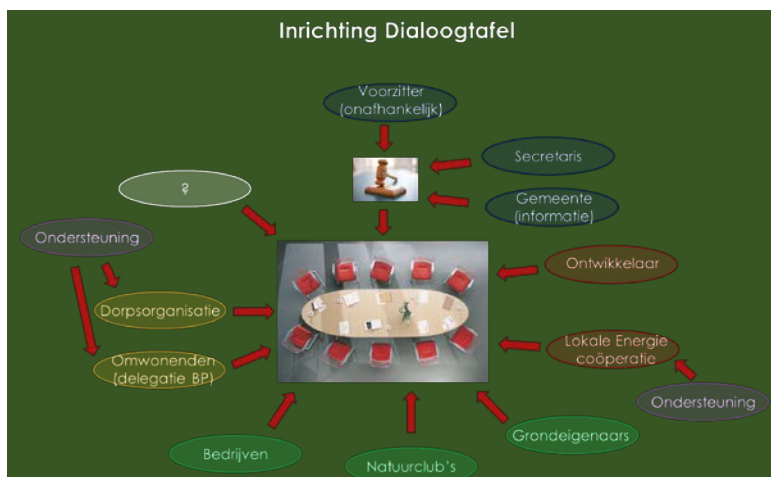 Inrichting Dialoogtafel
Voorzitter
(onafhankelijk)
Secretaris
?
Gemeente
(informatie)
Ondersteuning
Ontwikkelaar
Dorpsorganisatie
Lokale Energie
coöperatie
Omwonenden
(delegatie BP)
Ondersteuning
Grondeigenaars
Bedrijven
Natuurclub's